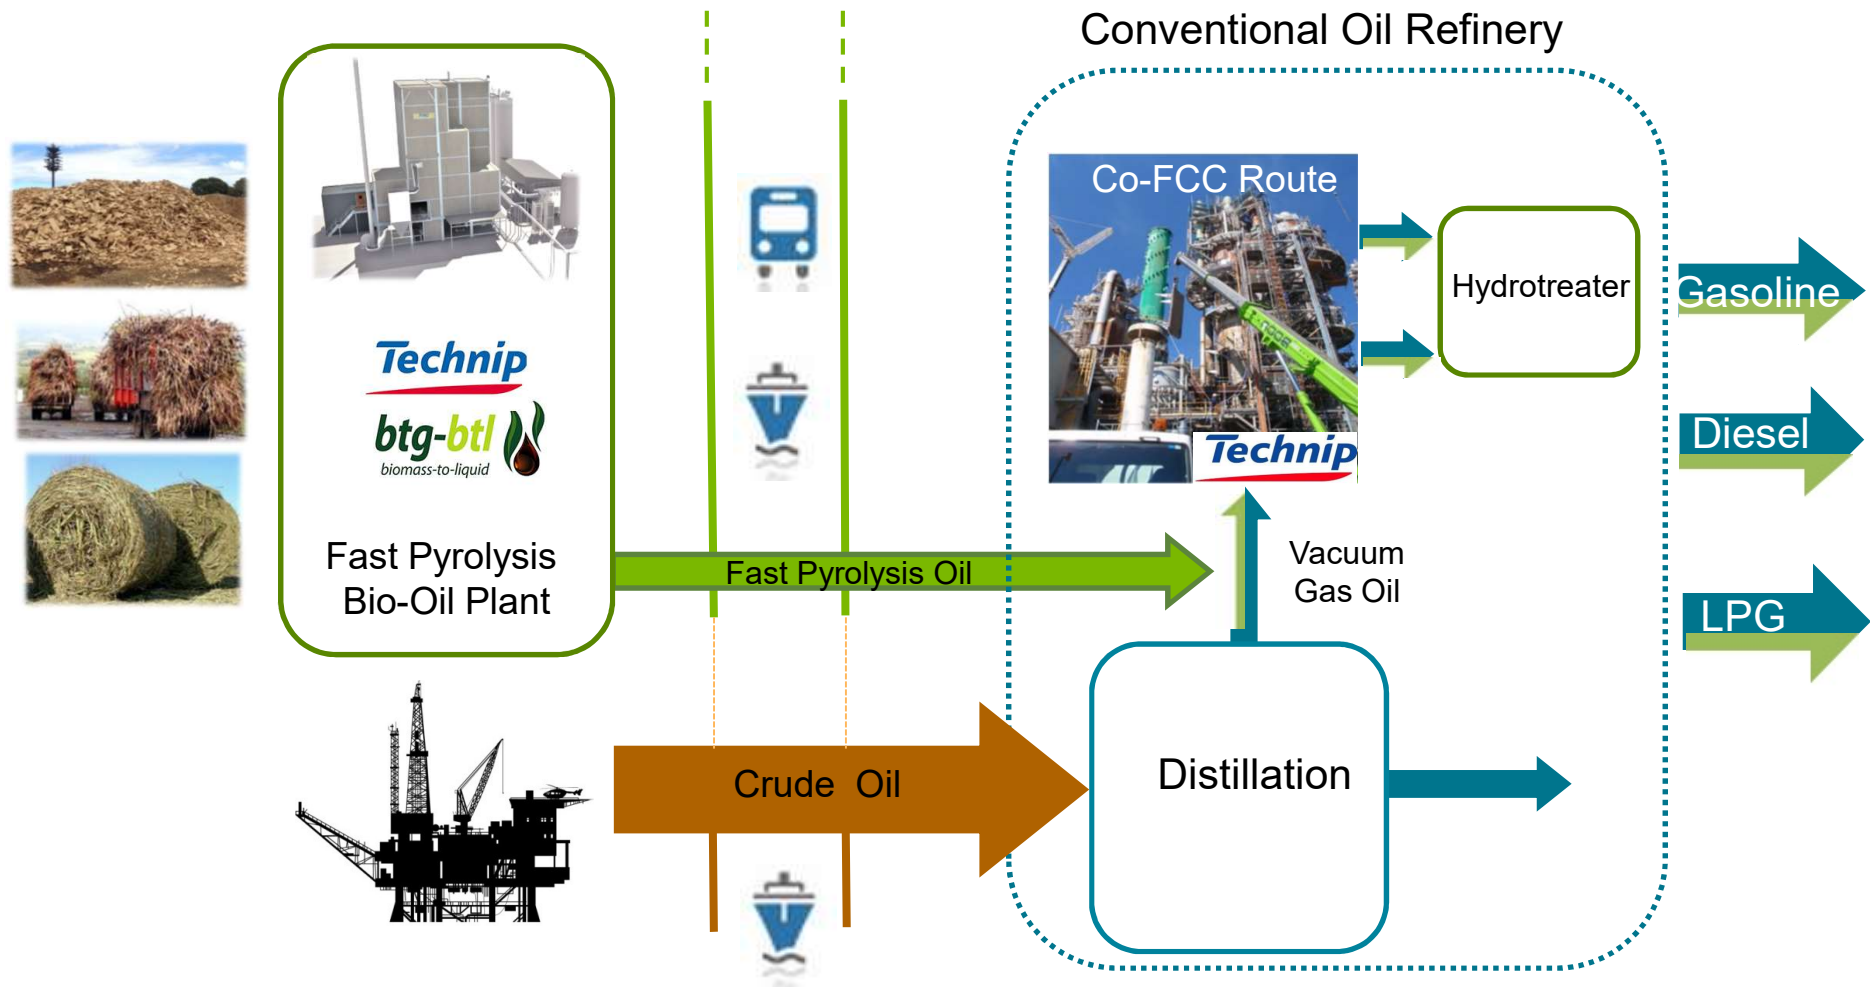 Conventional Oil Refinery
Co-FCC Route
Hydrotreater
Gasoline
Technip
btg-btl
biomass-to-liquid
Diesel
Technip
Fast Pyrolysis
Bio-Oil Plant
Fast Pyrolysis Oil
Vacuum
Gas Oil
LPG
Crude Oil
Distillation